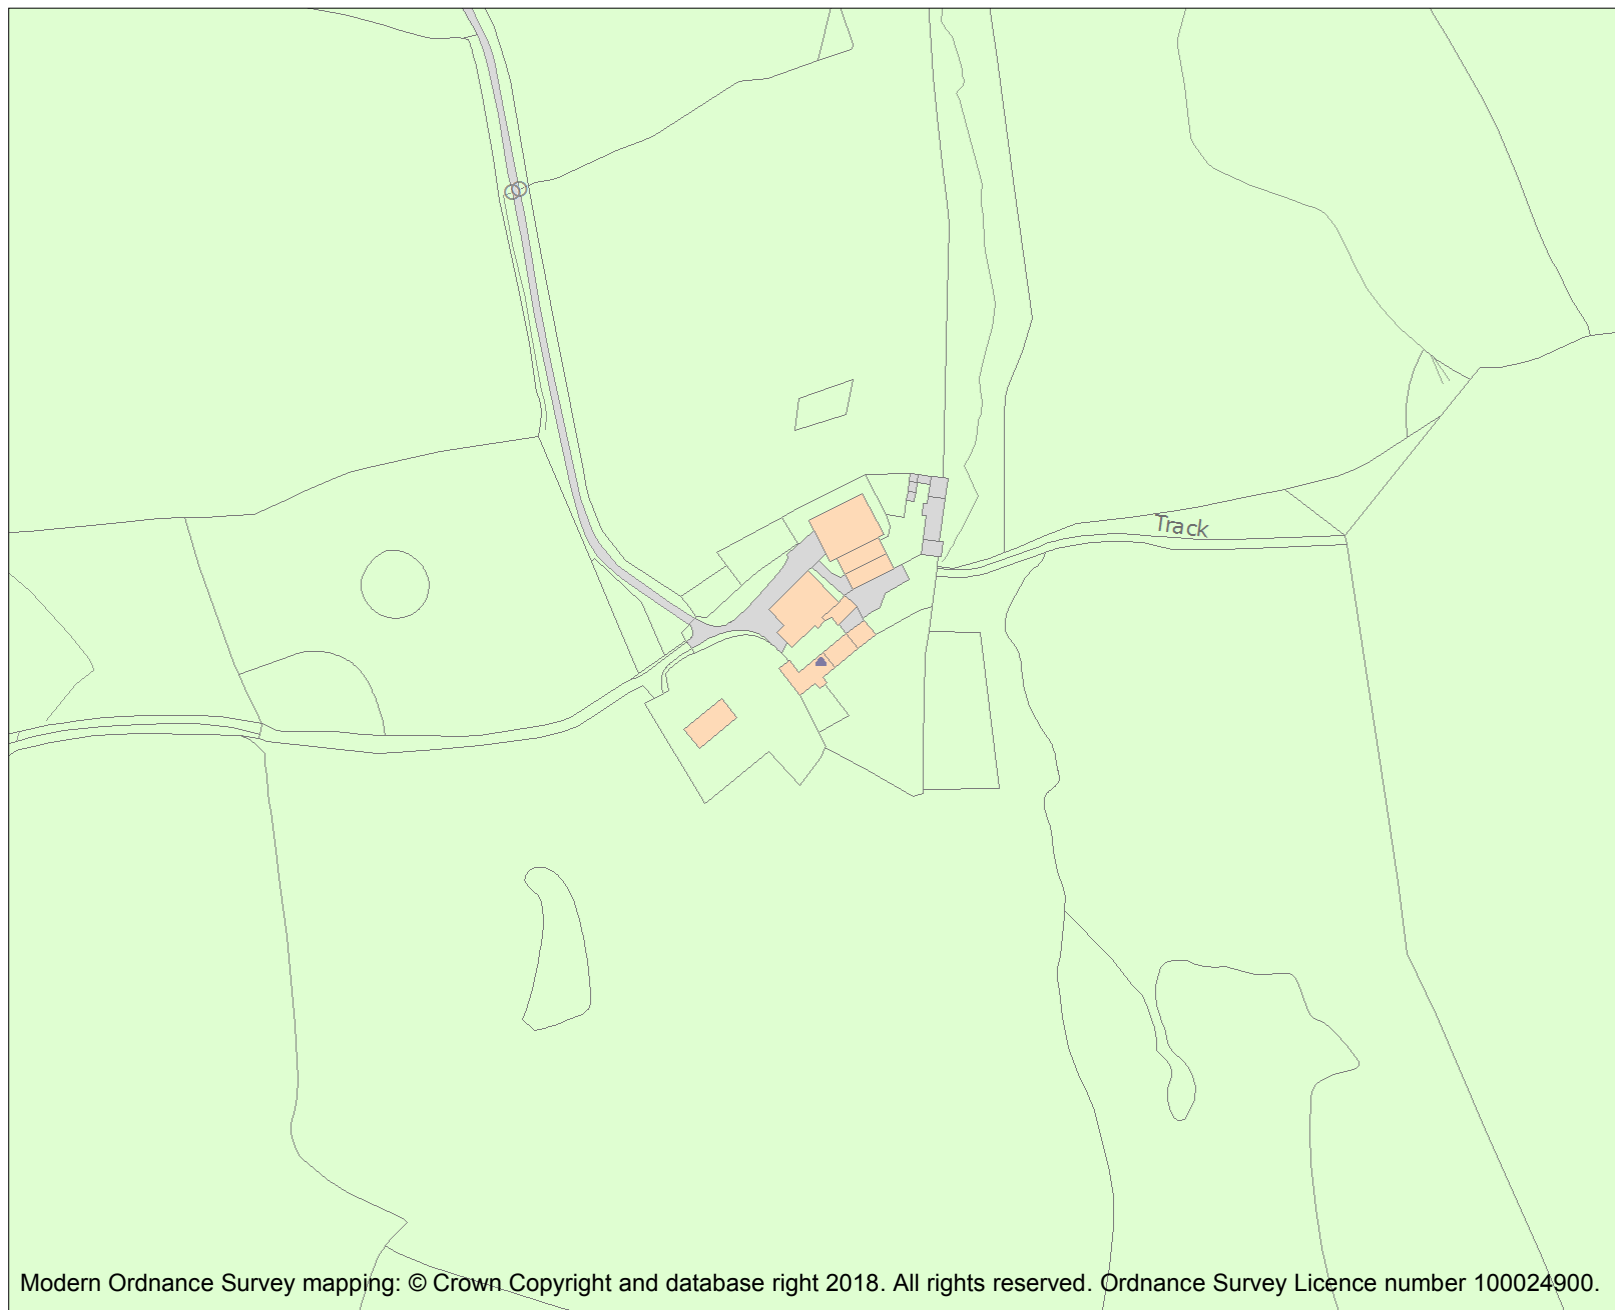 Track
Modern Ordnance Survey mapping: © Crown Copyright and database right 2018. All rights reserved. Ordnance Survey Licence number 100024900.